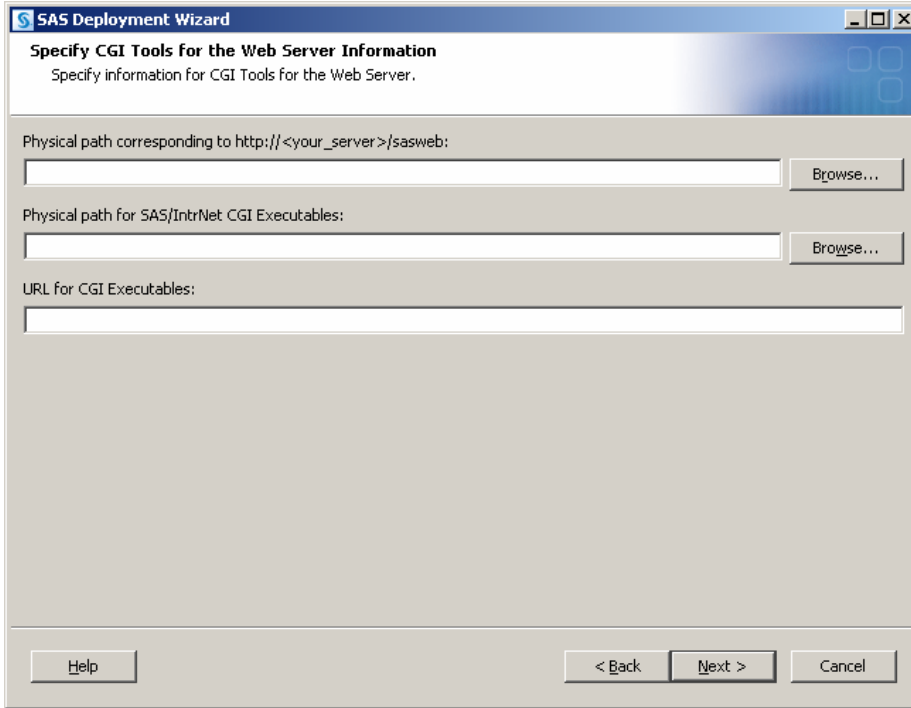 SAS Deployment Wizard
Specify CGI Tools for the Web Server Information
Specify information for CGI Tools for the Web Server.
Physical path corresponding to http://<your_server>/sasweb:
Browse...
Physical path for SAS/IntrNet CGI Executables:
Browse...
URL for CGI Executables:
Help
< Back
Next >
Cancel